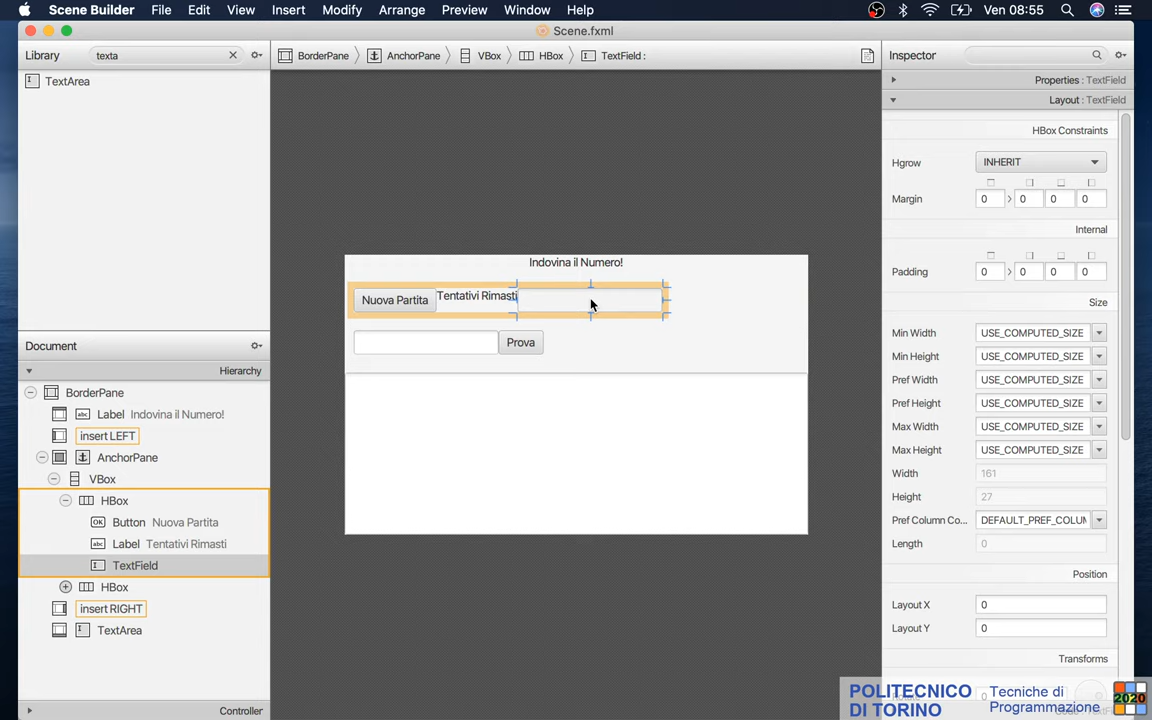 Scene Builder File Edit View Insert Modify Arrange Preview Window Help Ven 08:55
Scene.fxml
Library texta
TextArea
BorderPane AnchorPane VBox HBox TextField :
Indovina il Numero!
Nuova Partita Tentativi Rimasti
Prova
Document
Hierarchy
BorderPane
Label Indovina il Numero!
insert LEFT
AnchorPane
VBox
HBox
Button Nuova Partita
Label Tentativi Rimasti
TextField
HBox
insert RIGHT
TextArea
Controller
Inspector
Properties : TextField
Layout : TextField
HBox Constraints
Hgrow INHERIT
Margin 0 0 0 0
Internal
Padding 0 0 0 0
Size
Min Width USE_COMPUTED_SIZE
Min Height USE_COMPUTED_SIZE
Pref Width USE_COMPUTED_SIZE
Pref Height USE_COMPUTED_SIZE
Max Width USE_COMPUTED_SIZE
Max Height USE_COMPUTED_SIZE
Width 161
Height 27
Pref Column Co... DEFAULT_PREF_COLUM
Length 0
Position
Layout X 0
Layout Y 0
Transforms
POLITECNICO
DI TORINO
Tecniche di
Programmazione
2020